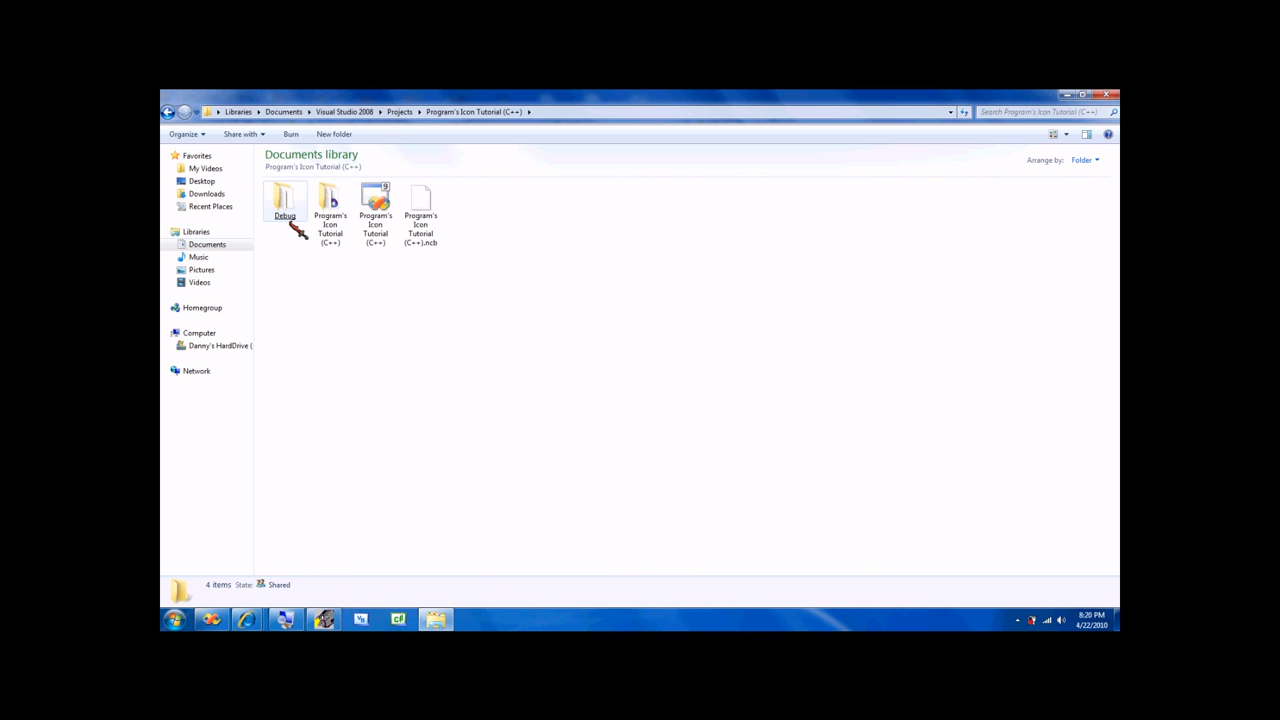 Libraries Documents Visual Studio 2008 Projects Program's Icon Tutorial (C++)
Search Program's Icon Tutorial (C++)
Organize Share with Burn New folder
Favorites
My Videos
Desktop
Downloads
Recent Places
Libraries
Documents
Music
Pictures
Videos
Homegroup
Computer
Danny's HardDrive (
Network
Documents library
Program's Icon Tutorial (C++)
Arrange by: Folder
Debug
Program's
Icon
Tutorial
(C++)
9
Program's
Icon
Tutorial
(C++)
Program's
Icon
Tutorial
(C++).ncb
4 items State: Shared
VB
C#
8:20 PM
4/22/2010